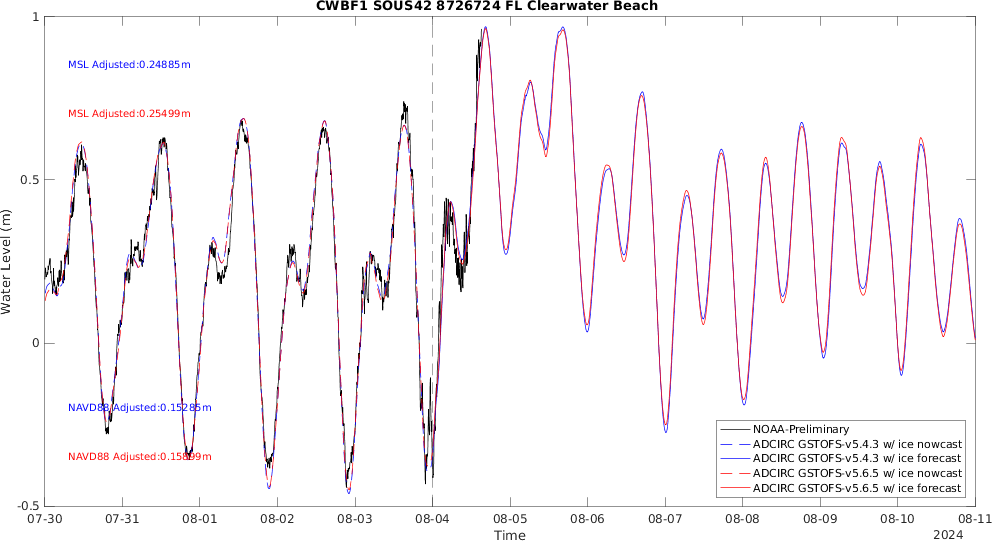 CWBF1 SOUS42 8726724 FL Clearwater Beach
1
MSL Adjusted:0.24885m
MSL Adjusted:0.25499m
0.5
Water Level (m)
0
NAVD88 Adjusted:0.15285m
NOAA-Preliminary
ADCIRC GSTOFS-v5.4.3 w/ ice nowcast
ADCIRC GSTOFS-v5.4.3 w/ ice forecast
NAVD88 Adjusted:0.15899m
ADCIRC GSTOFS-v5.6.5 w/ ice nowcast
ADCIRC GSTOFS-v5.6.5 w/ ice forecast
-0.5
07-30 07-31 08-01 08-02 08-03 08-04 08-05 08-06 08-07 08-08 08-09 08-10 08-11
Time
2024